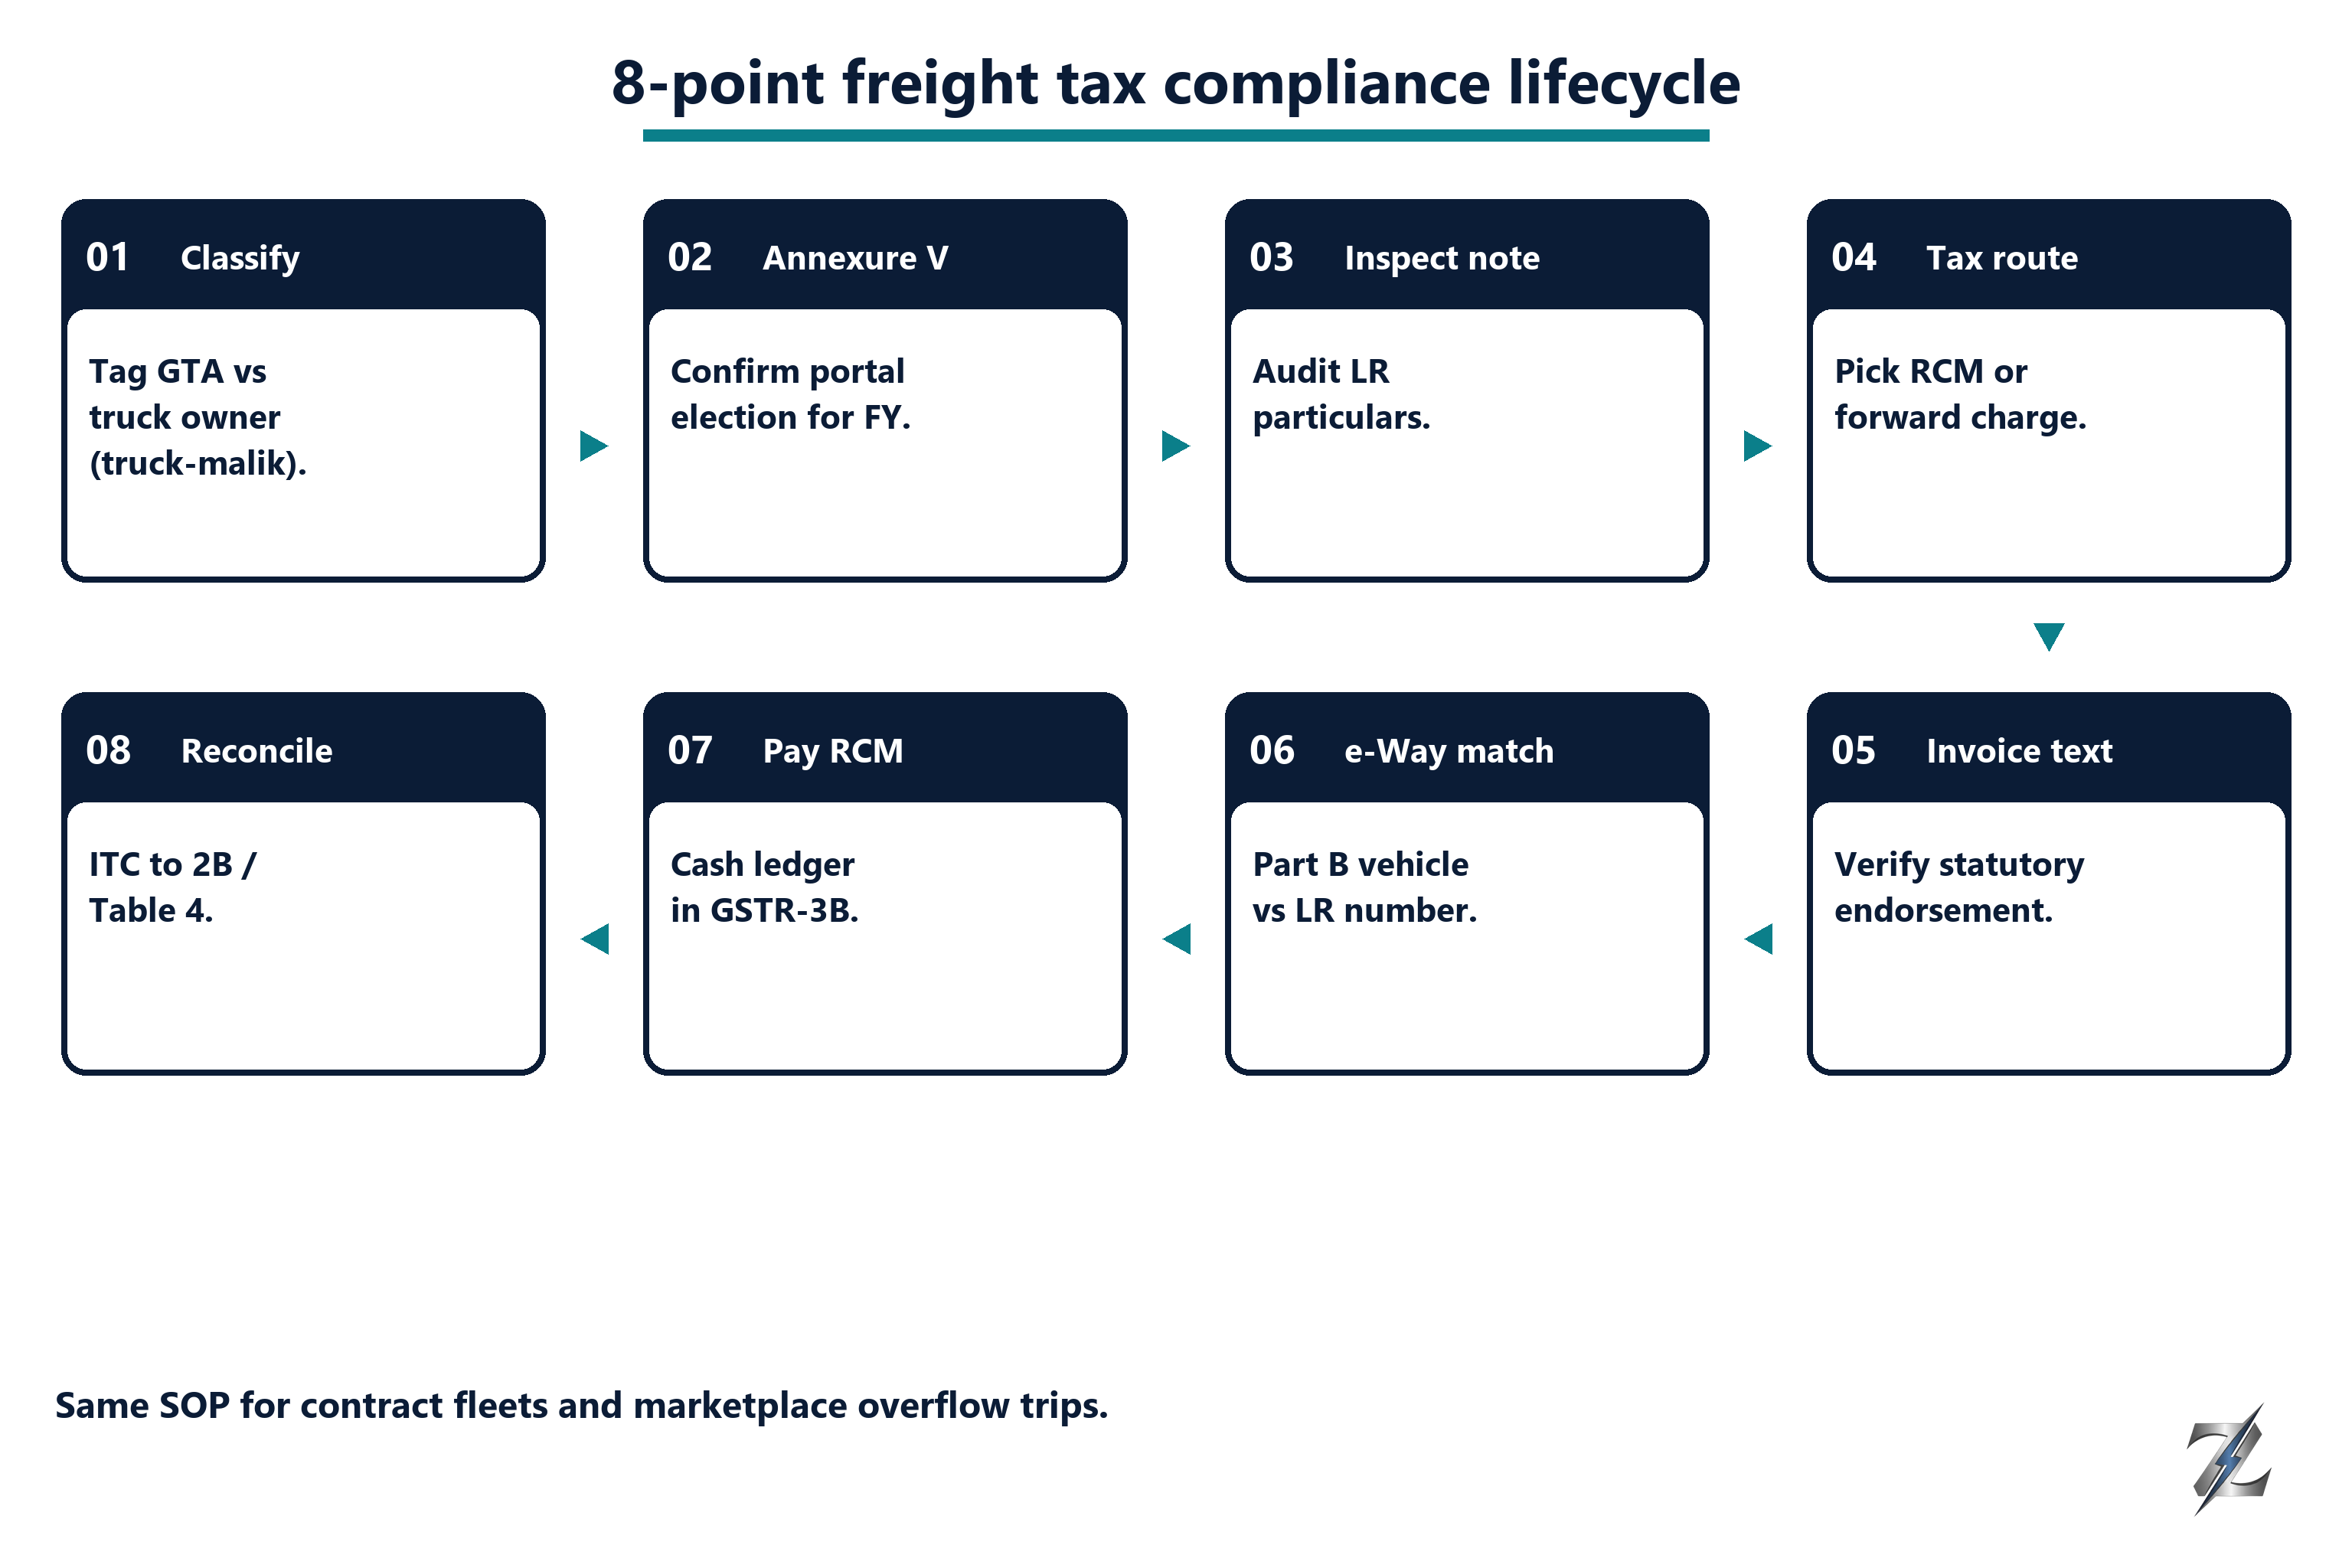 8-point freight tax compliance lifecycle
01 Classify
Tag GTA vs
truck owner
(truck-malik).
02 Annexure V
Confirm portal
election for FY.
03 Inspect note
Audit LR
particulars.
04 Tax route
Pick RCM or
forward charge.
05 Invoice text
Verify statutory
endorsement.
06 e-Way match
Part B vehicle
vs LR number.
07 Pay RCM
Cash ledger
in GSTR-3B.
08 Reconcile
ITC to 2B /
Table 4.
Same SOP for contract fleets and marketplace overflow trips.
Z